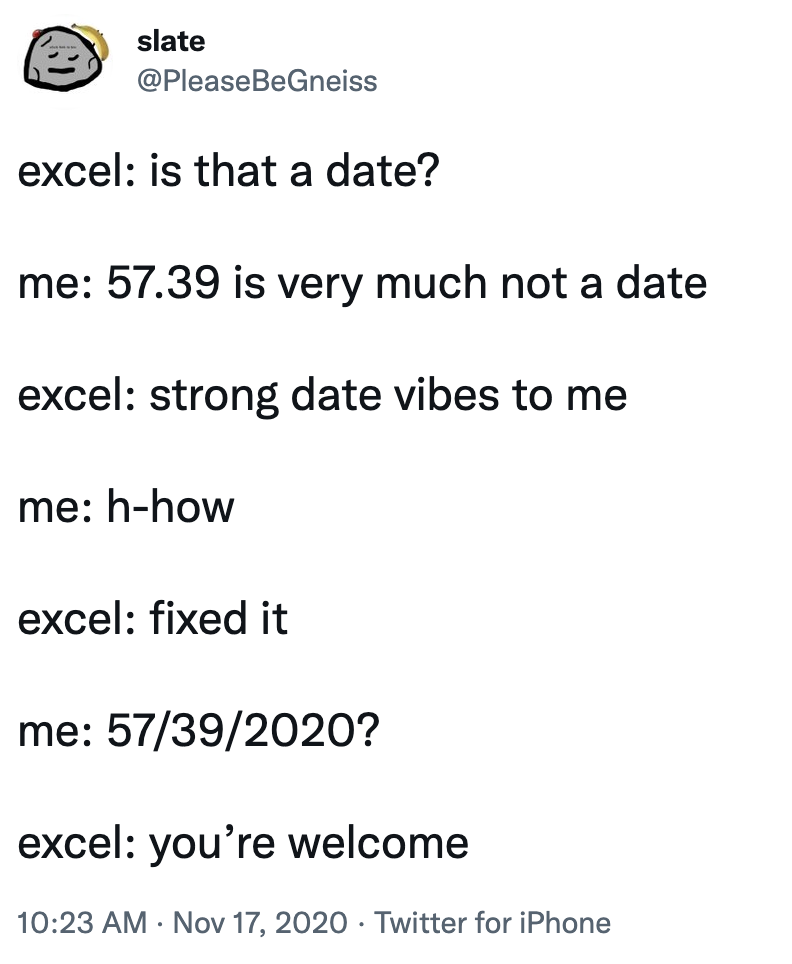 slate
@PleaseBeGneiss
excel: is that a date?
me: 57.39 is very much not a date
excel: strong date vibes to me
me: h-how
excel: fixed it
me: 57/39/2020?
excel: you’re welcome
10:23 AM · Nov 17, 2020 · Twitter for iPhone